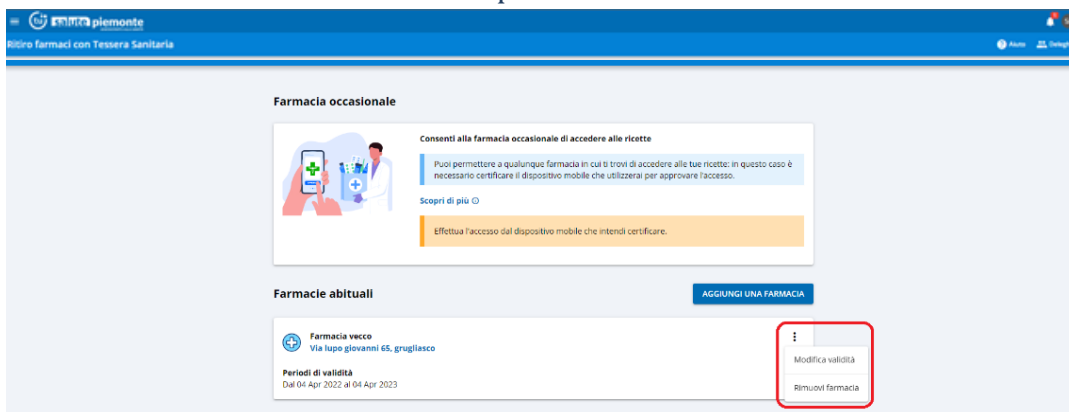 salute piemonte
Ritiro farmaci con Tessera Sanitaria
Aiuto
Farmacia occasionale
Consenti alla farmacia occasionale di accedere alle ricette
Puoi permettere a qualunque farmacia in cui ti trovi di accedere alle tue ricette: in questo caso è
necessario certificare il dispositivo mobile che utilizzerai per approvare l'accesso.
Scopri di più
Effettua l'accesso dal dispositivo mobile che intendi certificare.
Farmacie abituali
AGGIUNGI UNA FARMACIA
Farmacia vecco
Via lupo giovanni 65, grugliasco
Periodi di validità
Dal 04 Apr 2022 al 04 Apr 2023
Modifica validità
Rimuovi farmacia